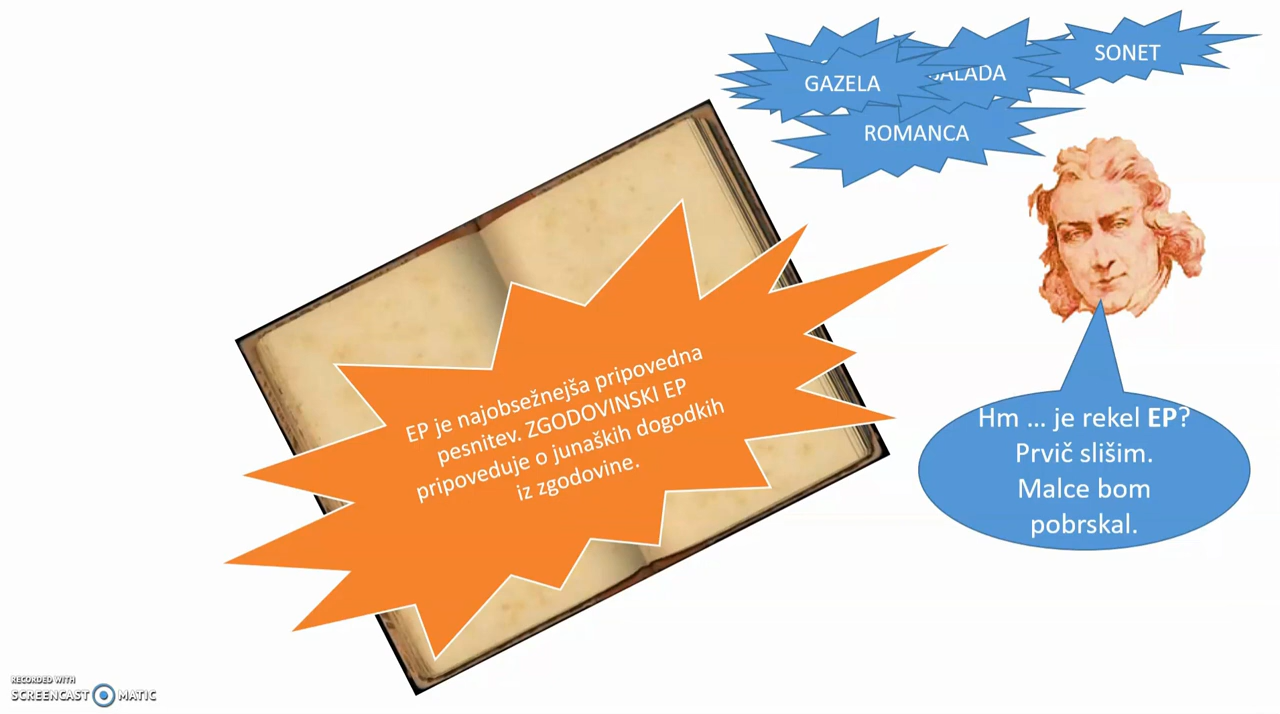 SONET
GAZELA
ROMANCA
EP je najobsežnejša pripovedna
pesnitev. ZGODOVINSKI EP
pripoveduje o junaških dogodkih
iz zgodovine.
Hm ... je rekel EP?
Prvič slišim.
Malce bom
pobrskal.
RECORDED WITH
SCREENCAST MATIC